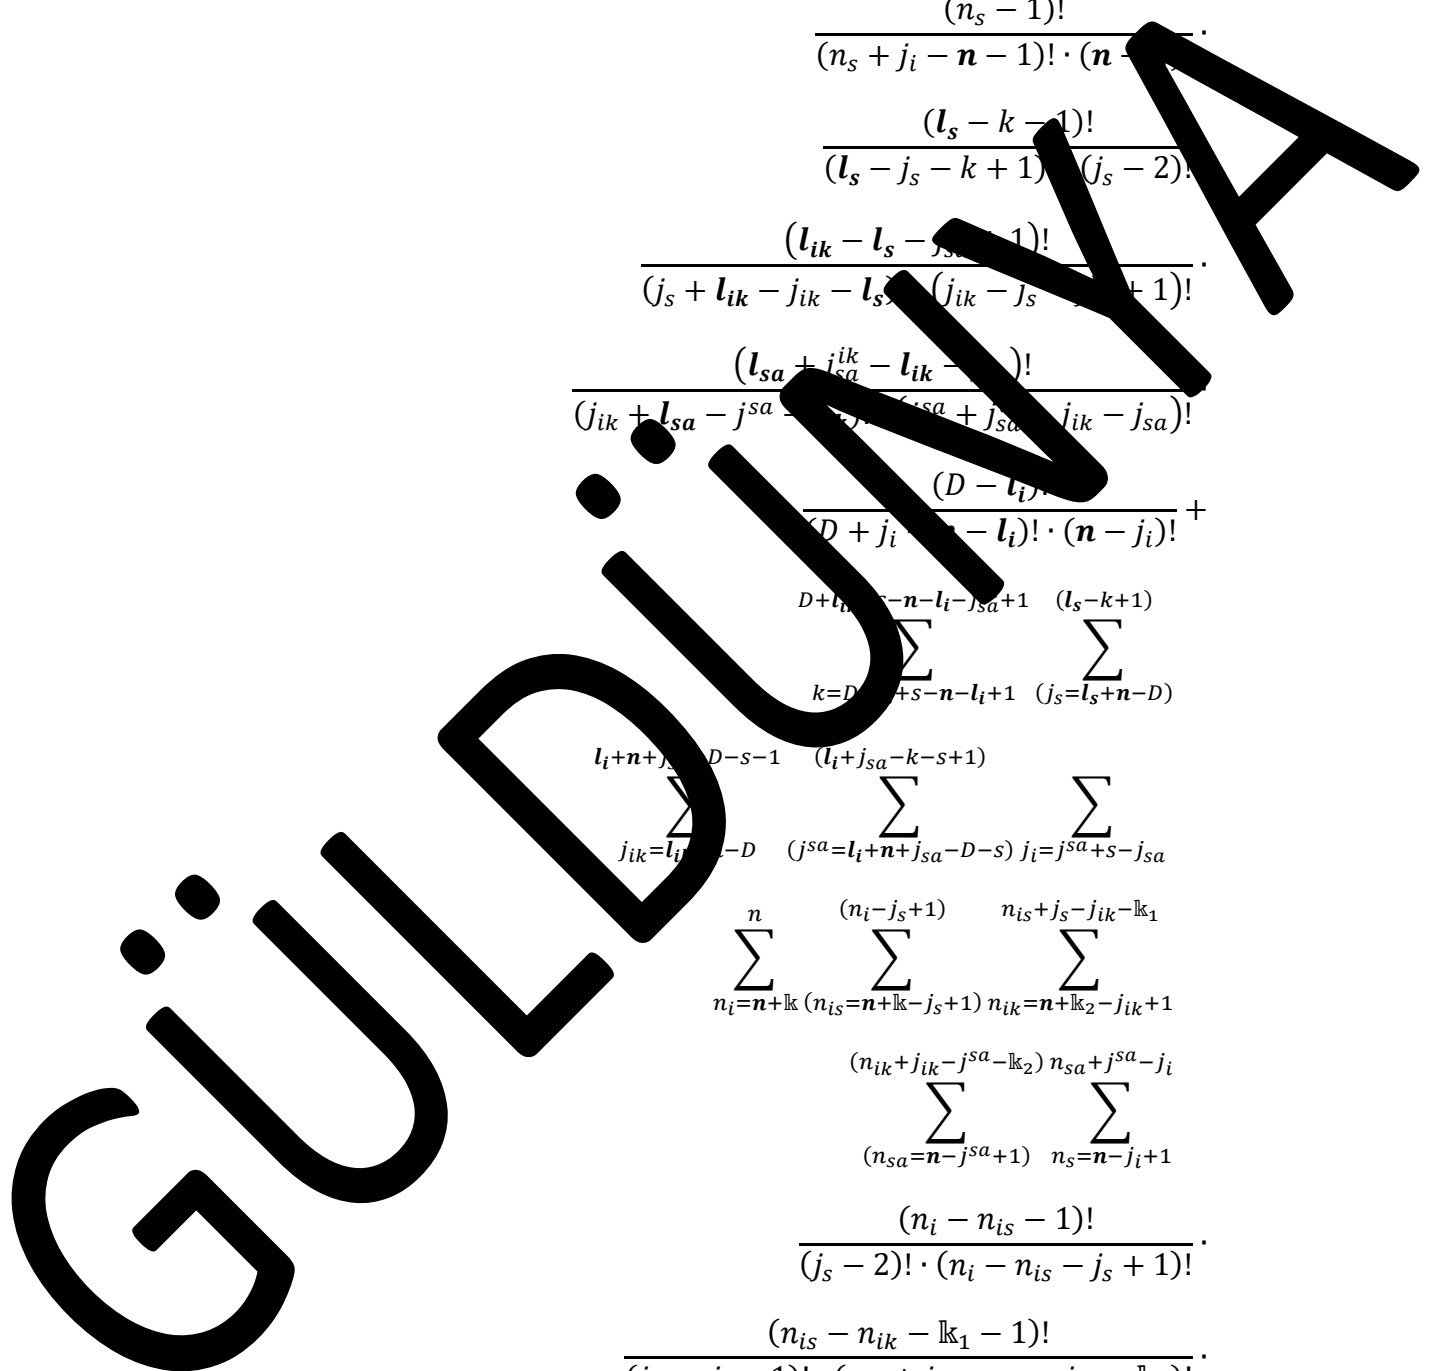 (n_s − 1)!
(n_s + j_i − n − 1)! · (n
(l_s − k − 1)!
(l_s − j_s − k + 1) (j_s − 2)!
(l_ik − l_s − 1)!
(j_s + l_ik − j_ik − l_s) (j_ik − j_s + 1)!
(l_sa + j_sa^ik − l_ik )!
(j_ik + l_sa − j^sa j_ik − j_sa)!
(D − l_i)!
(D + j_i − l_i)! · (n − j_i)! +
s−n−l_i−j_sa+1 (l_s−k+1)
∑ ∑
k=D +s−n−l_i+1 (j_s=l_s+n−D)
l_i+n+ D−s−1 (l_i+j_sa−k−s+1)
∑ ∑ ∑
j_ik= −D (j^sa=l_i+n+j_sa−D−s) j_i=j^sa+s−j_sa
n (n_i−j_s+1) n_is+j_s−j_ik−𝕜_1
∑ ∑ ∑
n_i=n+𝕜 (n_is=n+𝕜−j_s+1) n_ik=n+𝕜_2−j_ik+1
(n_ik+j_ik−j^sa−𝕜_2) n_sa+j^sa−j_i
∑ ∑
(n_sa=n−j^sa+1) n_s=n−j_i+1
(n_i − n_is − 1)!
(j_s − 2)! · (n_i − n_is − j_s + 1)! ·
(n_is − n_ik − 𝕜_1 − 1)!
GÜLDÜNYA